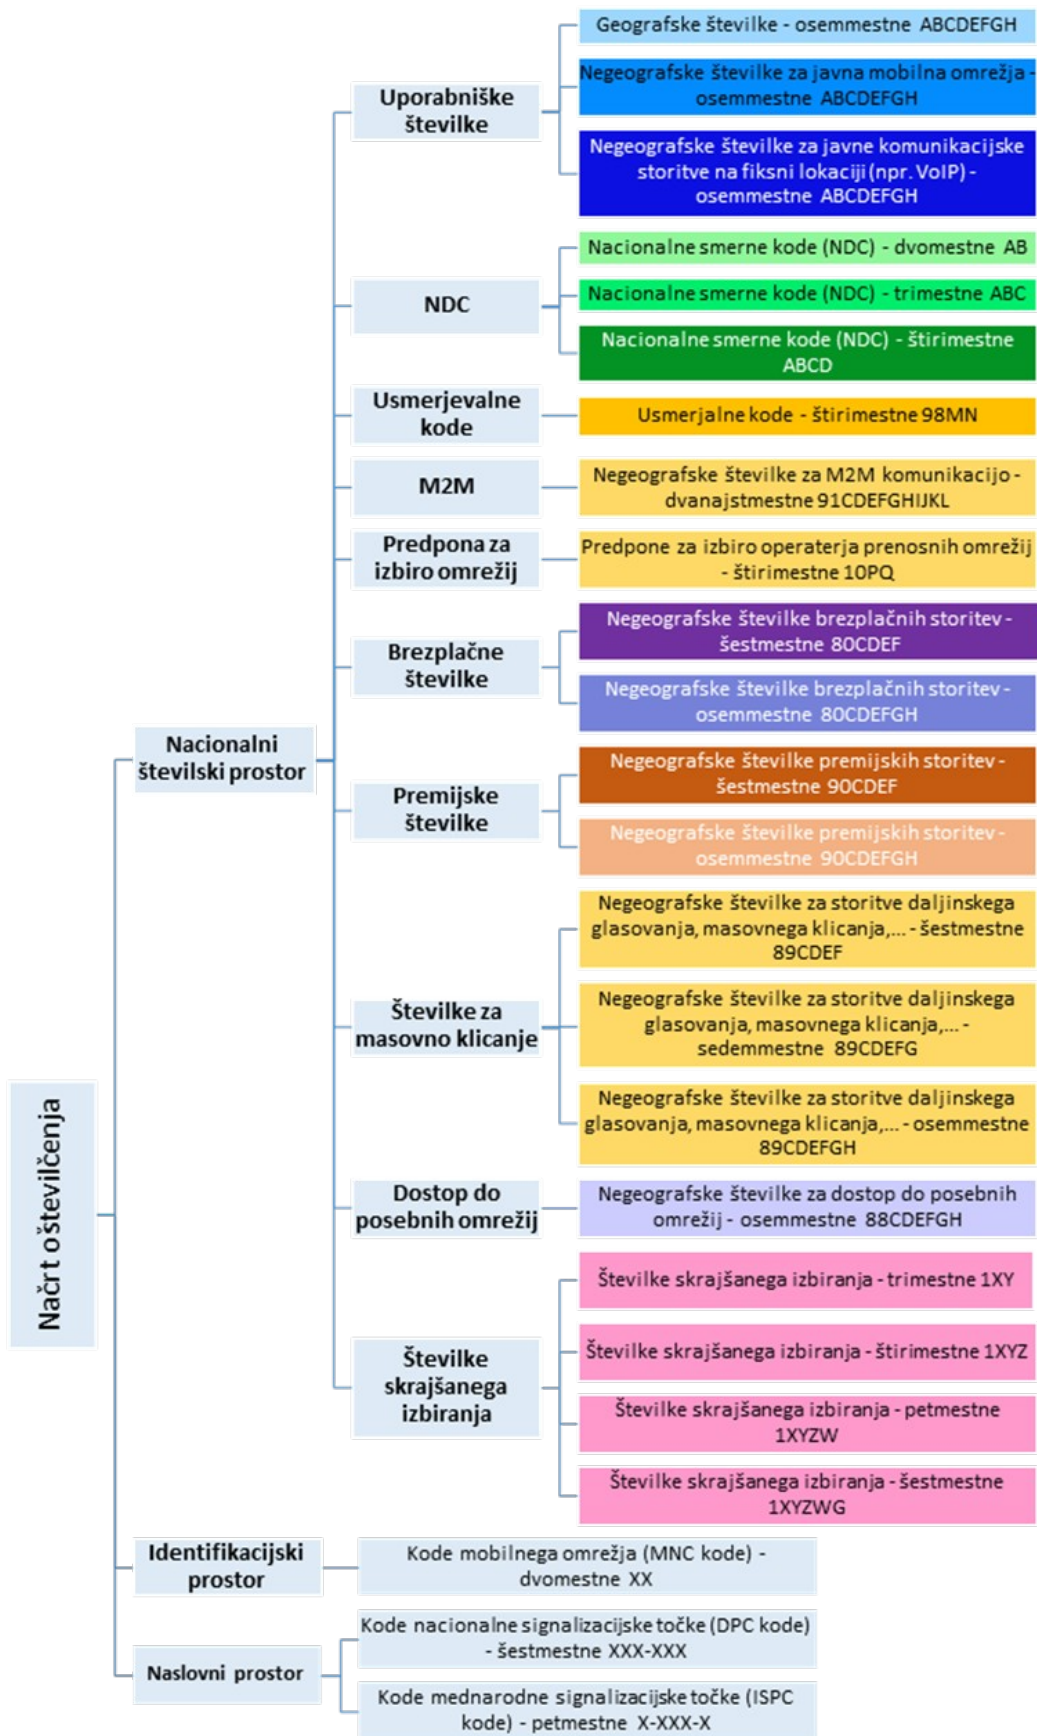 Načrt oštevilčenja
Nacionalni
številski prostor
Uporabniške
številke
Geografske številke - osemmestne ABCDEFGH
Negeografske številke za javna mobilna omrežja -
osemmestne ABCDEFGH
Negeografske številke za javne komunikacijske
storitve na fiksni lokaciji (npr. VoIP) -
osemmestne ABCDEFGH
NDC
Nacionalne smerne kode (NDC) - dvomestne AB
Nacionalne smerne kode (NDC) - trimestne ABC
Nacionalne smerne kode (NDC) - štirimestne
ABCD
Usmerjevalne
kode
Usmerjalne kode - štirimestne 98MN
M2M
Negeografske številke za M2M komunikacijo -
dvanajstmestne 91CDEFGHIJKL
Predpona za
izbiro omrežij
Predpone za izbiro operaterja prenosnih omrežij
- štirimestne 10PQ
Brezplačne
številke
Negeografske številke brezplačnih storitev -
šestmestne 80CDEF
Negeografske številke brezplačnih storitev -
osemmestne 80CDEFGH
Premijske
številke
Negeografske številke premijskih storitev -
šestmestne 90CDEF
Negeografske številke premijskih storitev -
osemmestne 90CDEFGH
Številke za
masovno klicanje
Negeografske številke za storitve daljinskega
glasovanja, masovnega klicanja,... - šestmestne
89CDEF
Negeografske številke za storitve daljinskega
glasovanja, masovnega klicanja,... -
sedemmestne 89CDEFG
Negeografske številke za storitve daljinskega
glasovanja, masovnega klicanja,... - osemmestne
89CDEFGH
Dostop do
posebnih omrežij
Negeografske številke za dostop do posebnih
omrežij - osemmestne 88CDEFGH
Številke
skrajšanega
izbiranja
Številke skrajšanega izbiranja - trimestne 1XY
Številke skrajšanega izbiranja - štirimestne 1XYZ
Številke skrajšanega izbiranja - petmestne
1XYZW
Številke skrajšanega izbiranja - šestmestne
1XYZWG
Identifikacijski
prostor
Kode mobilnega omrežja (MNC kode) -
dvomestne XX
Naslovni prostor
Kode nacionalne signalizacijske točke (DPC kode)
- šestmestne XXX-XXX
Kode mednarodne signalizacijske točke (ISPC
kode) - petmestne X-XXX-X